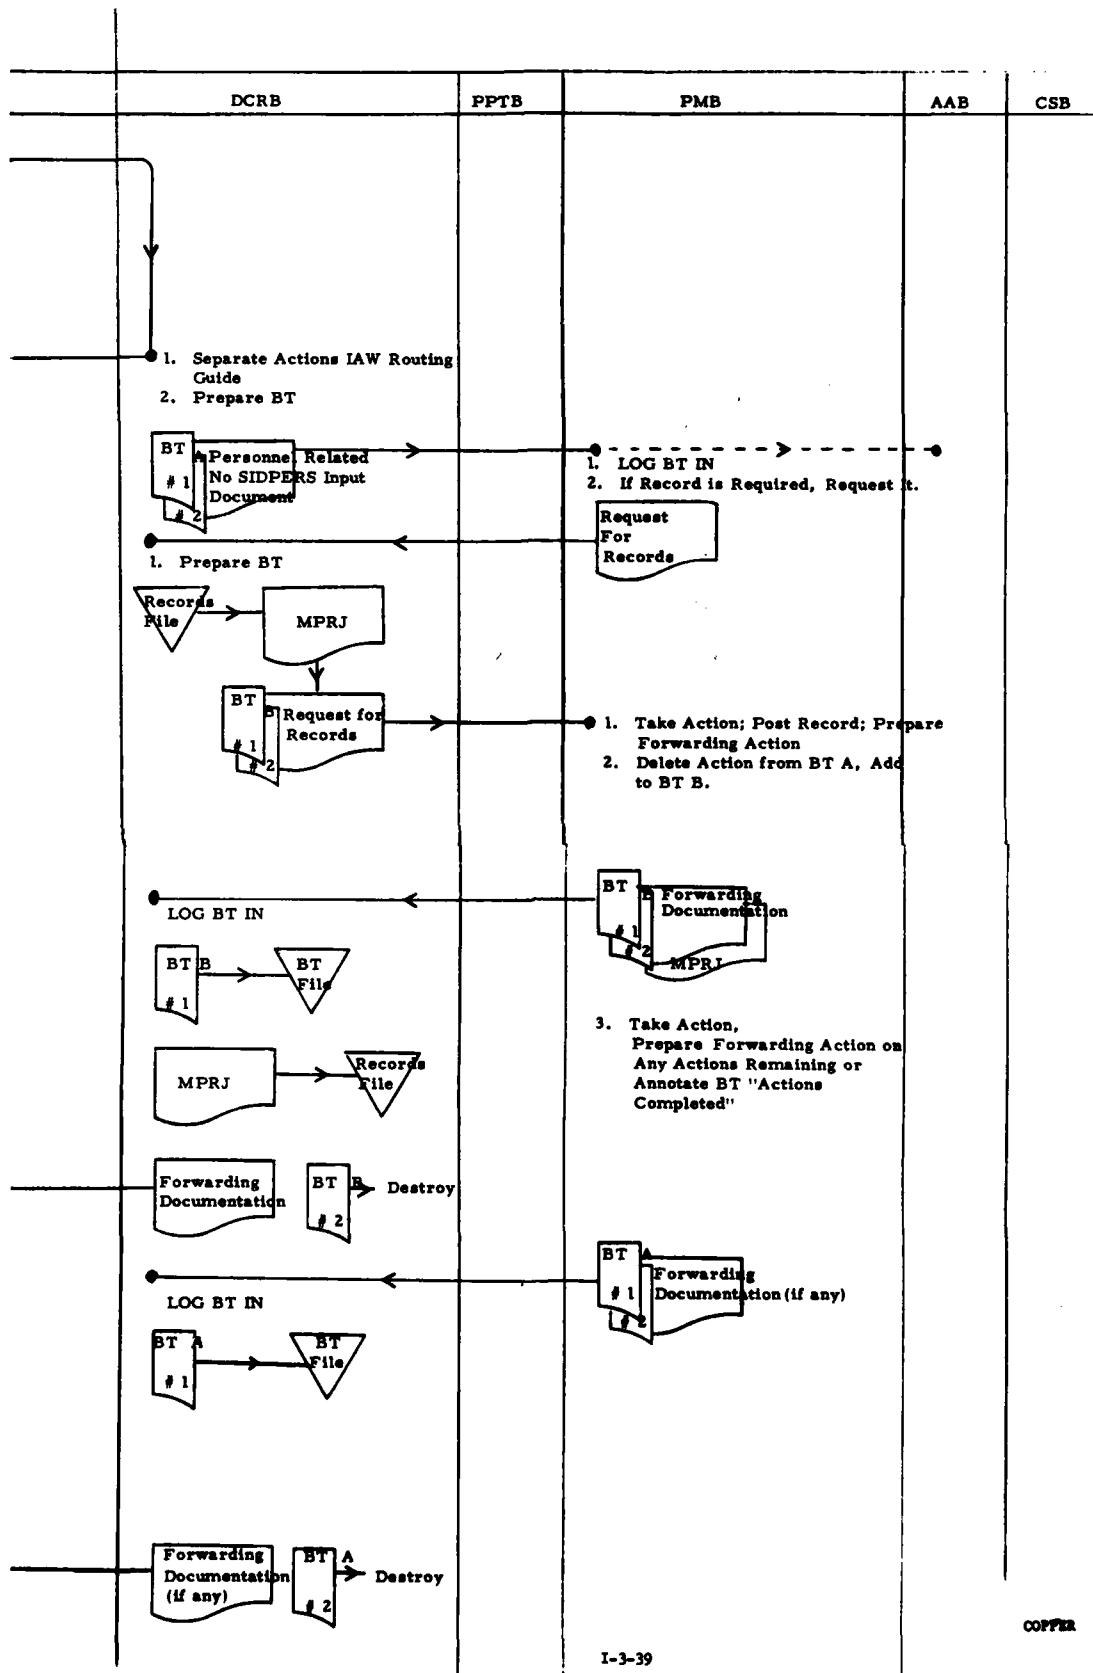 DCRB PPTB PMB AAB CSB
1. Separate Actions IAW Routing
Guide
2. Prepare BT
BT A
# 1
# 2
Personnel Related
No SIDPERS Input
Document
1. LOG BT IN
2. If Record is Required, Request it.
Request
For
Records
1. Prepare BT
Records
File
MPRJ
BT B
# 1
# 2
Request for
Records
1. Take Action; Post Record; Prepare
Forwarding Action
2. Delete Action from BT A, Add
to BT B.
BT B
# 1
# 2
Forwarding
Documentation
MPRJ
LOG BT IN
BT B
# 1
BT
File
3. Take Action,
Prepare Forwarding Action on
Any Actions Remaining or
Annotate BT "Actions
Completed"
MPRJ
Records
File
Forwarding
Documentation
BT B
# 2
Destroy
BT A
# 1
# 2
Forwarding
Documentation (if any)
LOG BT IN
BT A
# 1
BT
File
Forwarding
Documentation
(if any)
BT A
# 2
Destroy
COPPER
I-3-39